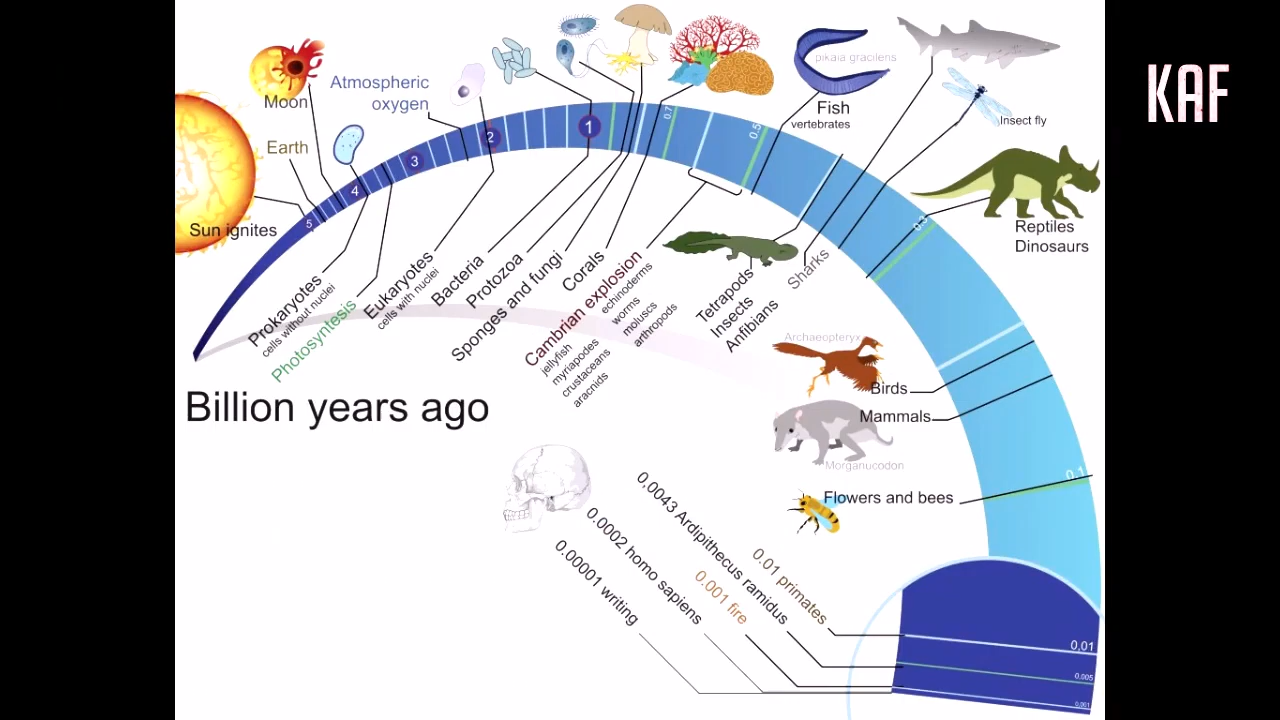 KAF
Moon
Atmospheric
oxygen
Earth
Sun ignites
5
4
3
2
1
0.7
0.5
0.3
0.1
pikaia gracilens
Fish
vertebrates
Insect fly
Reptiles
Dinosaurs
Prokaryotes
cells without nuclei
Photosyntesis
Eukaryotes
cells with nuclei
Bacteria
Protozoa
Sponges and fungi
Corals
Cambrian explosion
echinoderms
worms
moluscs
arthropods
jellyfish
myriapodes
crustaceans
aracnids
Tetrapods
Insects
Anfibians
Sharks
Archaeopteryx
Birds
Mammals
Morganucodon
Flowers and bees
Billion years ago
0.01 primates
0,0043 Ardipithecus ramidus
0.001 fire
0.0002 homo sapiens
0.00001 writing
0,01
0,005
0,001